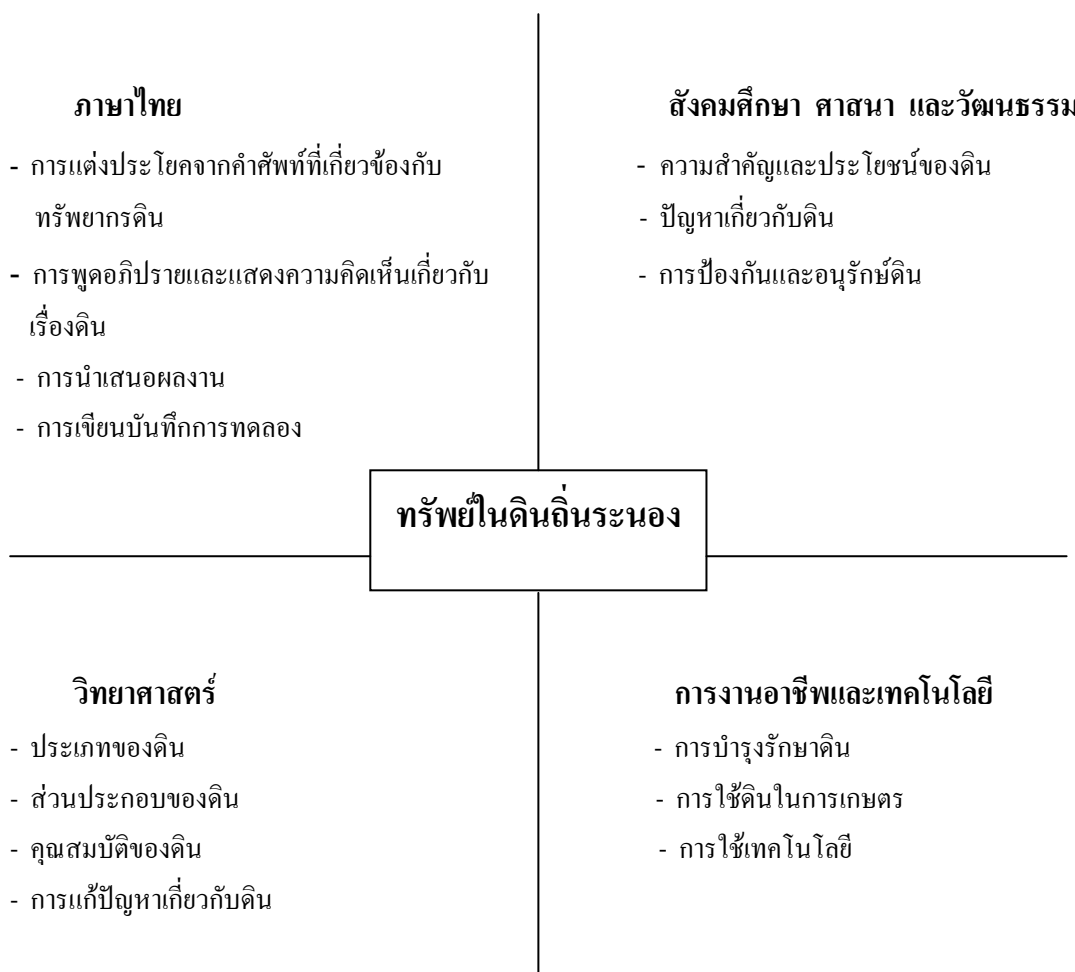 ภาษาไทย
- การแต่งประโยคจากคำศัพท์ที่เกี่ยวข้องกับ
ทรัพยากรดิน
- การพูดอภิปรายและแสดงความคิดเห็นเกี่ยวกับ
เรื่องดิน
- การนำเสนอผลงาน
- การเขียนบันทึกการทดลอง
สังคมศึกษา ศาสนา และวัฒนธรรม
- ความสำคัญและประโยชน์ของดิน
- ปัญหาเกี่ยวกับดิน
- การป้องกันและอนุรักษ์ดิน
ทรัพย์ในดินถิ่นระนอง
วิทยาศาสตร์
- ประเภทของดิน
- ส่วนประกอบของดิน
- คุณสมบัติของดิน
- การแก้ปัญหาเกี่ยวกับดิน
การงานอาชีพและเทคโนโลยี
- การบำรุงรักษาดิน
- การใช้ดินในการเกษตร
- การใช้เทคโนโลยี